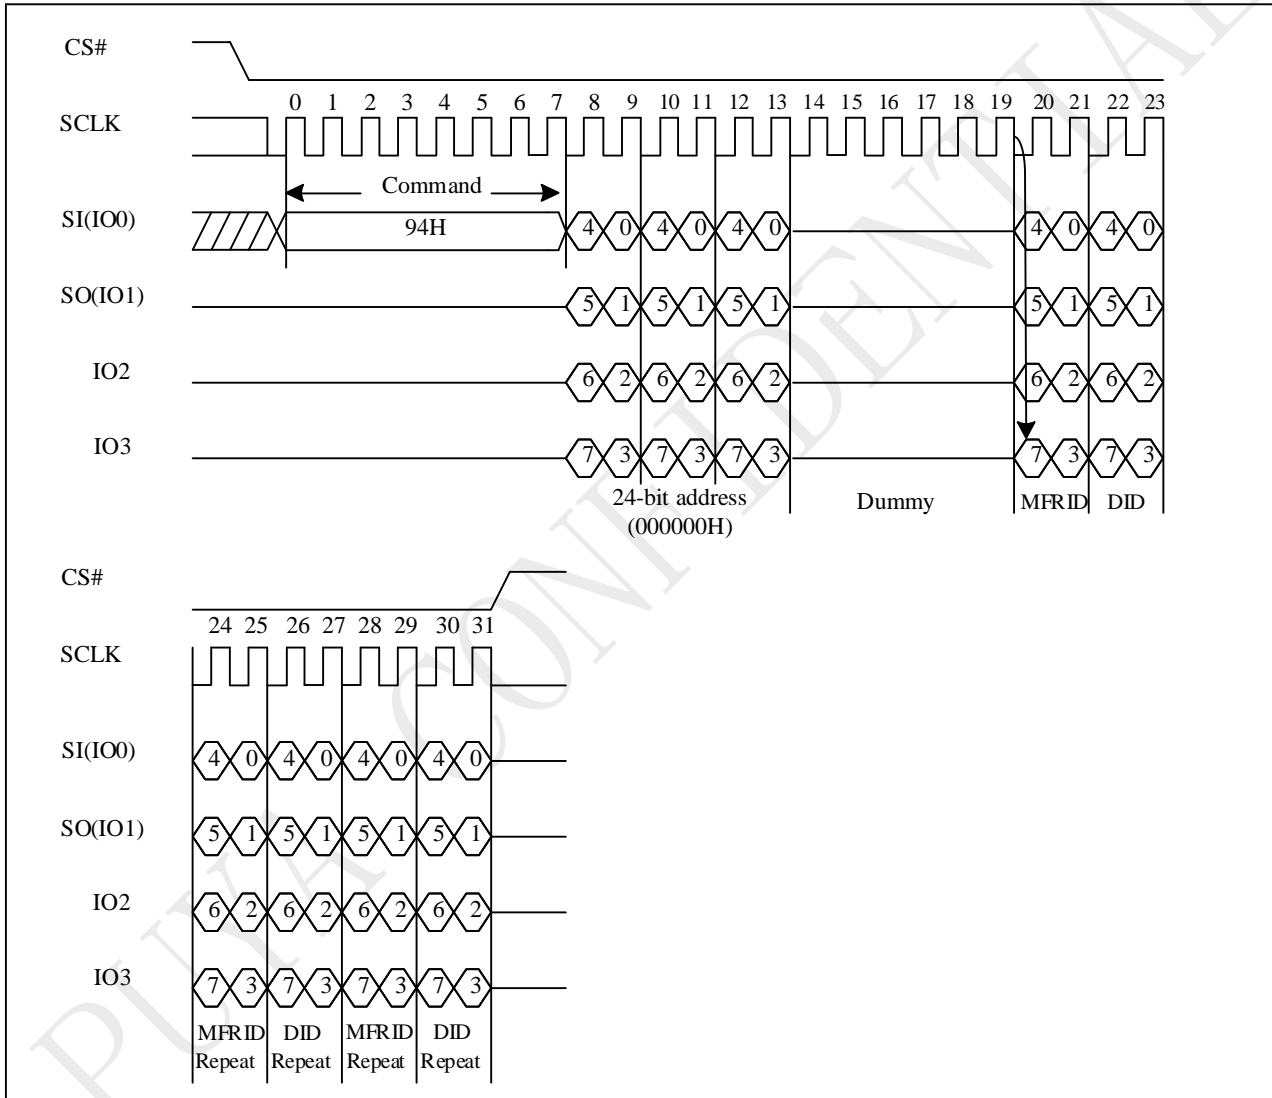 CS#
0 1 2 3 4 5 6 7 8 9 10 11 12 13 14 15 16 17 18 19 20 21 22 23
SCLK
Command
SI(IO0) 94H 4 0 4 0 4 0 4 0 4 0
SO(IO1) 5 1 5 1 5 1 5 1 5 1
IO2 6 2 6 2 6 2 6 2 6 2
IO3 7 3 7 3 7 3 7 3 7 3
24-bit address Dummy MFRID DID
(000000H)
CS#
24 25 26 27 28 29 30 31
SCLK
SI(IO0) 4 0 4 0 4 0 4 0
SO(IO1) 5 1 5 1 5 1 5 1
IO2 6 2 6 2 6 2 6 2
IO3 7 3 7 3 7 3 7 3
MFRID DID MFRID DID
Repeat Repeat Repeat Repeat
PUYA CONFIDENTIAL